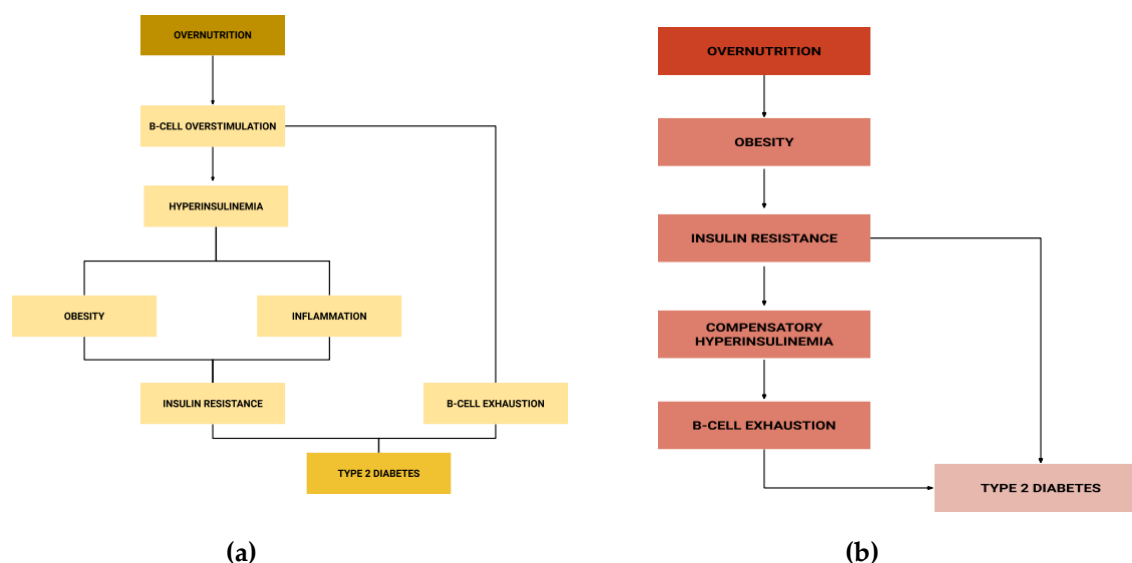 OVERNUTRITION
B-CELL OVERSTIMULATION
HYPERINSULINEMIA
OBESITY
INFLAMMATION
INSULIN RESISTANCE
B-CELL EXHAUSTION
TYPE 2 DIABETES
(a)
OVERNUTRITION
OBESITY
INSULIN RESISTANCE
COMPENSATORY
HYPERINSULINEMIA
B-CELL EXHAUSTION
TYPE 2 DIABETES
(b)